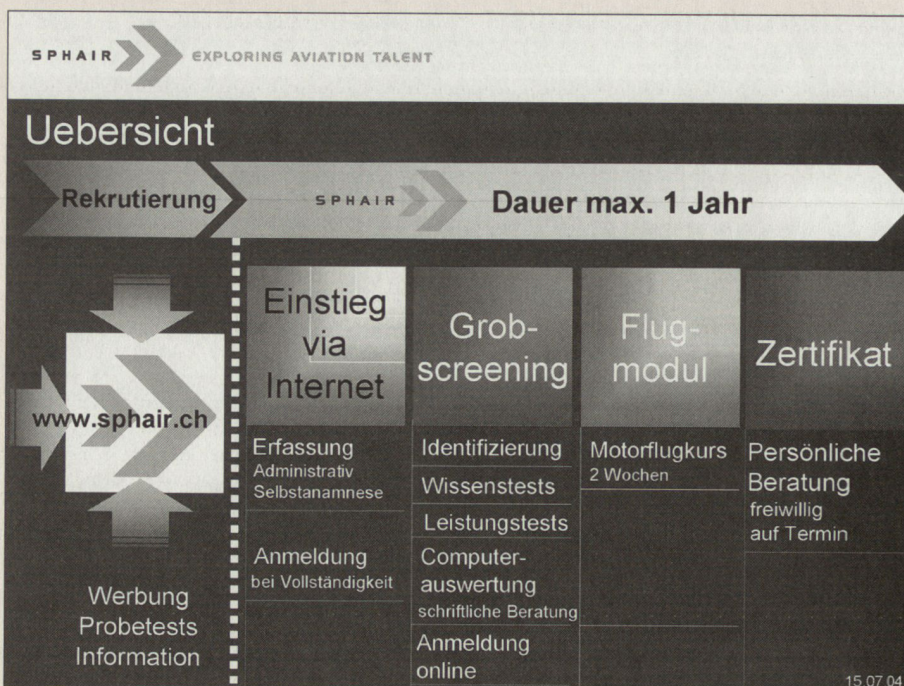 SPHAIR EXPLORING AVIATION TALENT
Uebersicht
Rekrutierung
SPHAIR Dauer max. 1 Jahr
www.sphair.ch
Werbung
Probetests
Information
Einstieg
via
Internet
Erfassung
Administrativ
Selbstanamnese
Anmeldung
bei Vollständigkeit
Grob-
screening
Identifizierung
Wissenstests
Leistungstests
Computer-
auswertung
schriftliche Beratung
Anmeldung
online
Flug-
modul
Motorflugkurs
2 Wochen
Zertifikat
Persönliche
Beratung
freiwillig
auf Termin
15.07.04